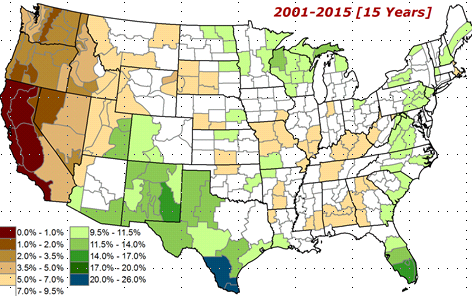 2001-2015 [15 Years]
0.0% - 1.0%
1.0% - 2.0%
2.0% - 3.5%
3.5% - 5.0%
5.0% - 7.0%
7.0% - 9.5%
9.5% - 11.5%
11.5% - 14.0%
14.0% - 17.0%
17.0% - 20.0%
20.0% - 26.0%